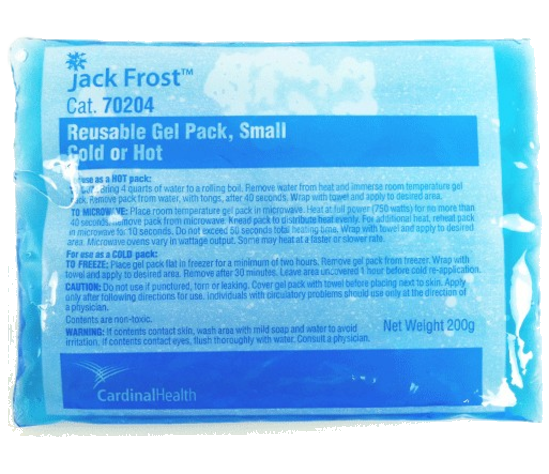 Jack Frost™
Cat. 70204
Reusable Gel Pack, Small
Cold or Hot
use as a HOT pack:
Bring 4 quarts of water to a rolling boil. Remove water from heat and immerse room temperature gel
pack. Remove pack from water, with tongs, after 40 seconds. Wrap with towel and apply to desired area.
TO MICROWAVE: Place room temperature gel pack in microwave. Heat at full power (750 watts) for no more than
40 seconds. Remove pack from microwave. Knead pack to distribute heat evenly. For additional heat, reheat pack
in microwave for 10 seconds. Do not exceed 50 seconds total heating time. Wrap with towel and apply to desired
area. Microwave ovens vary in wattage output. Some may heat at a faster or slower rate.
For use as a COLD pack:
TO FREEZE: Place gel pack flat in freezer for a minimum of two hours. Remove gel pack from freezer. Wrap with
towel and apply to desired area. Remove after 30 minutes. Leave area uncovered 1 hour before cold re-application.
CAUTION: Do not use if punctured, torn or leaking. Cover gel pack with towel before placing next to skin. Apply
only after following directions for use. Individuals with circulatory problems should use only at the direction of
a physician.
Contents are non-toxic.
WARNING: If contents contact skin, wash area with mild soap and water to avoid
irritation. If contents contact eyes, flush thoroughly with water. Consult a physician.
Net Weight 200g
CardinalHealth